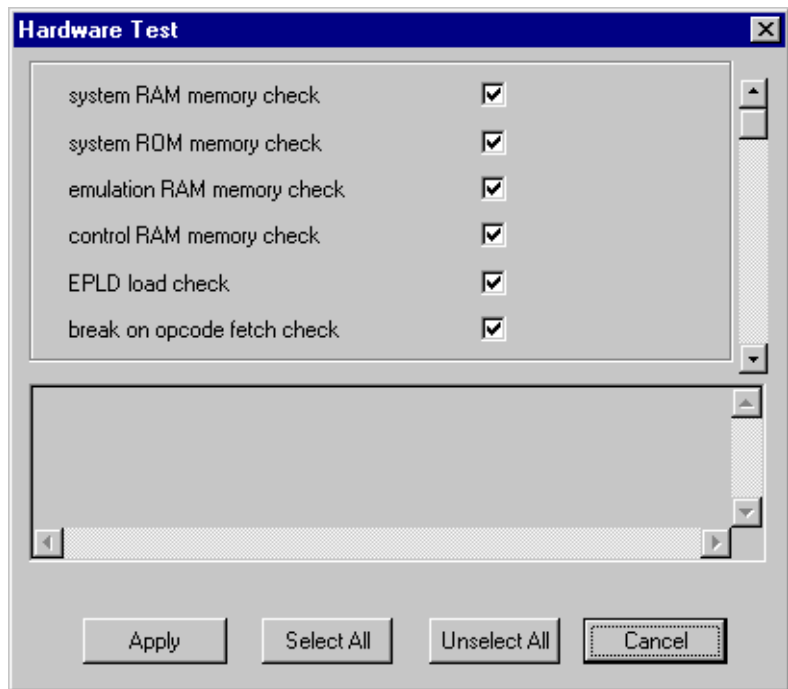 Hardware Test
system RAM memory check
system ROM memory check
emulation RAM memory check
control RAM memory check
EPLD load check
break on opcode fetch check
Apply Select All Unselect All Cancel